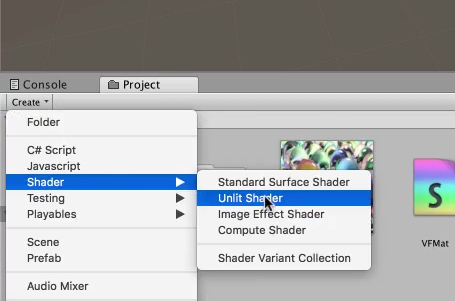 Console
Project
Create
Folder
C# Script
Javascript
Shader
Testing
Playables
Scene
Prefab
Audio Mixer
Standard Surface Shader
Unlit Shader
Image Effect Shader
Compute Shader
Shader Variant Collection
S
VFMat